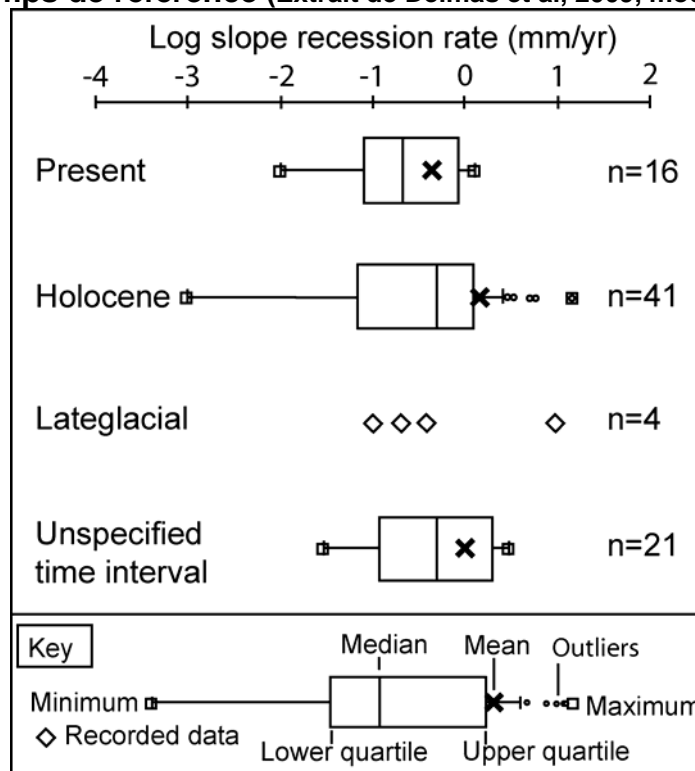 Log slope recession rate (mm/yr)
-4 -3 -2 -1 0 1 2
Present n=16
Holocene n=41
Lateglacial n=4
Unspecified
time interval n=21
Key
Median Mean Outliers
Minimum Maximum
Recorded data
Lower quartile Upper quartile